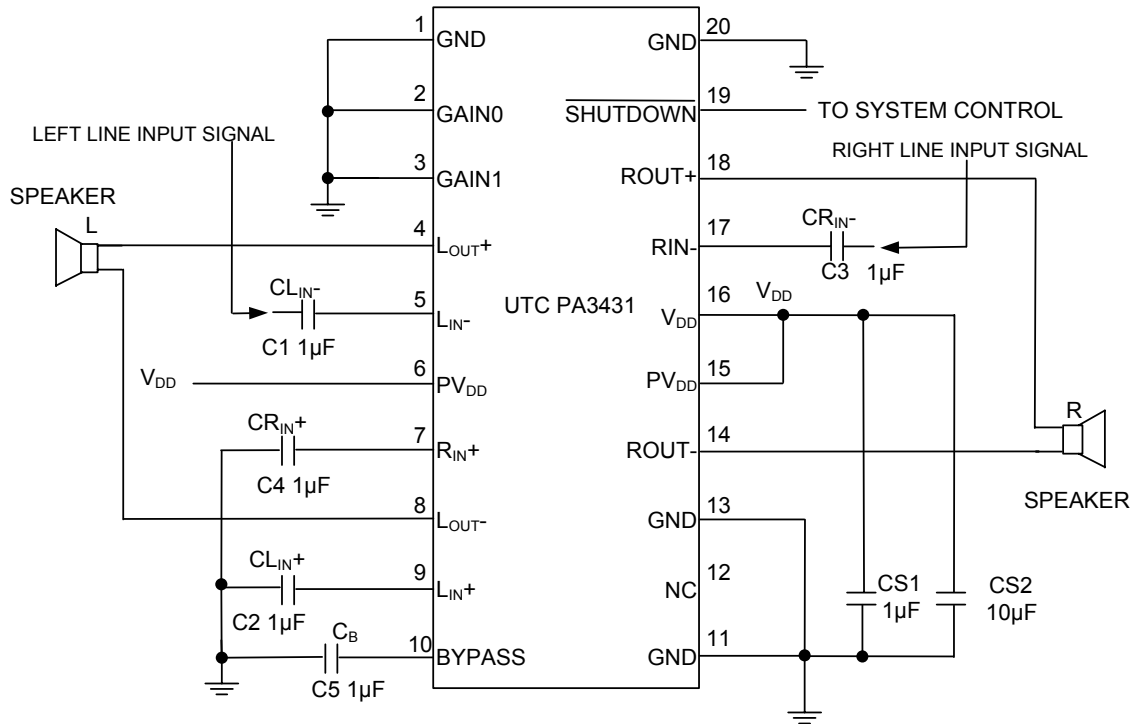 1
GND
2
GAIN0
3
GAIN1
LEFT LINE INPUT SIGNAL
SPEAKER
L
4
LOUT+
CLIN-
5
LIN-
C1 1µF
VDD
6
PVDD
CRIN+
7
RIN+
C4 1µF
8
LOUT-
CLIN+
9
LIN+
C2 1µF
CB
10
BYPASS
C5 1µF
UTC PA3431
20
GND
19
SHUTDOWN
TO SYSTEM CONTROL
RIGHT LINE INPUT SIGNAL
18
ROUT+
17
RIN-
CRIN-
C3 1µF
16
VDD
VDD
15
PVDD
14
ROUT-
R
SPEAKER
13
GND
12
NC
11
GND
CS1
1µF
CS2
10µF